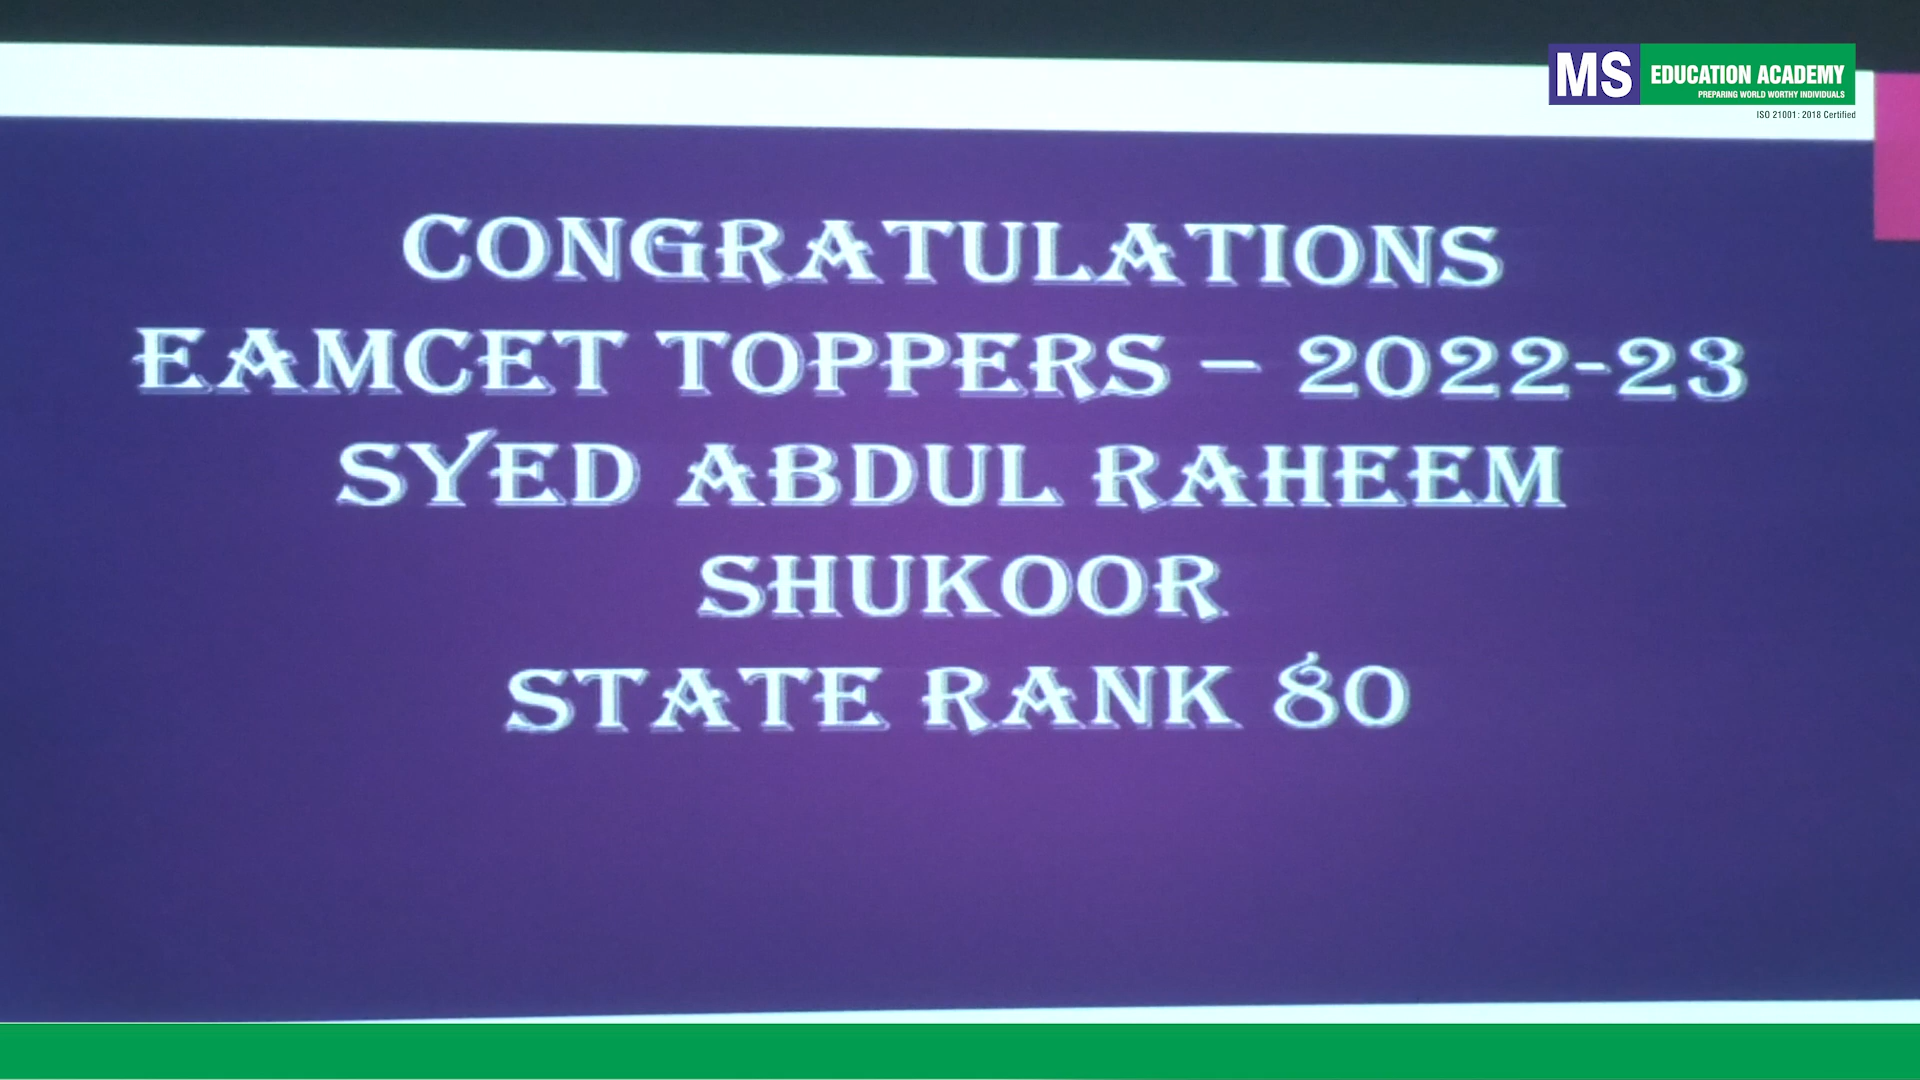 MS EDUCATION ACADEMY
PREPARING WORLD WORTHY INDIVIDUALS
ISO 21001: 2018 Certified
CONGRATULATIONS
EAMCET TOPPERS – 2022-23
SYED ABDUL RAHEEM
SHUKOOR
STATE RANK 80